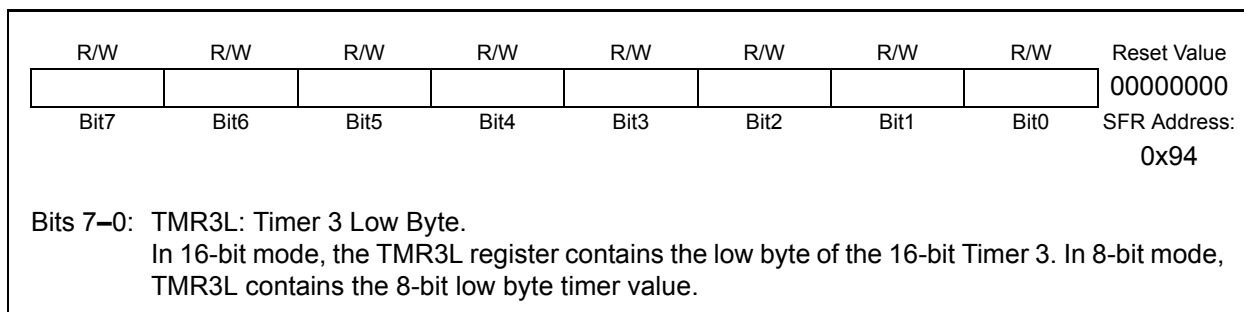 R/W R/W R/W R/W R/W R/W R/W R/W Reset Value
00000000
Bit7 Bit6 Bit5 Bit4 Bit3 Bit2 Bit1 Bit0 SFR Address:
0x94
Bits 7–0: TMR3L: Timer 3 Low Byte.
In 16-bit mode, the TMR3L register contains the low byte of the 16-bit Timer 3. In 8-bit mode,
TMR3L contains the 8-bit low byte timer value.